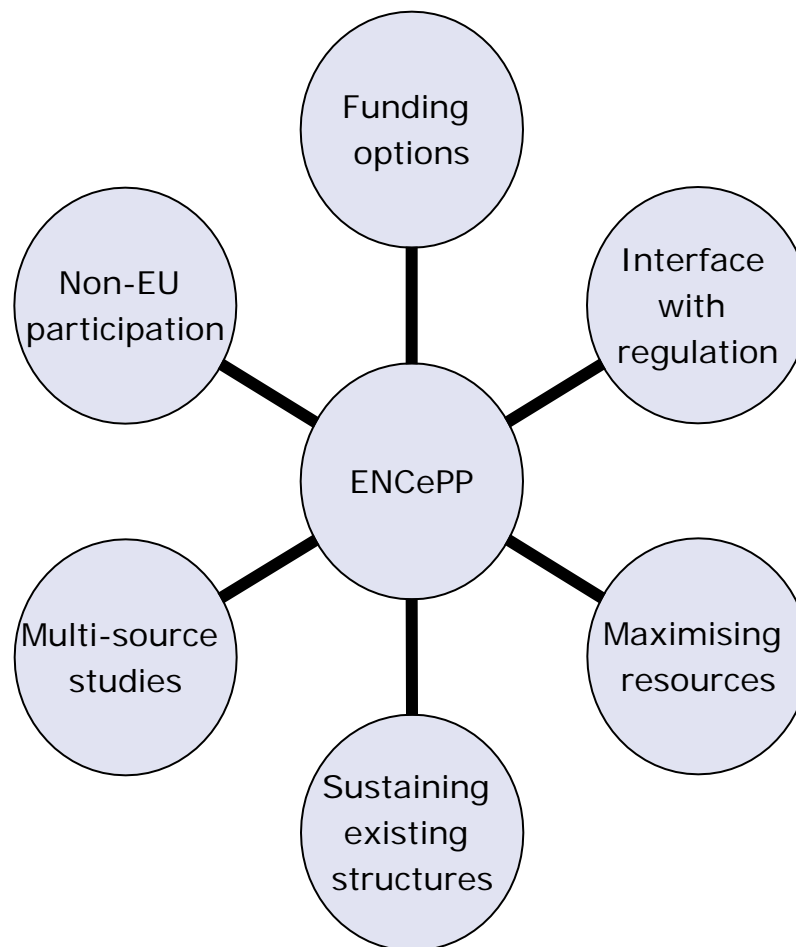 Funding
options
Non-EU
participation
Interface
with
regulation
ENCePP
Multi-source
studies
Maximising
resources
Sustaining
existing
structures